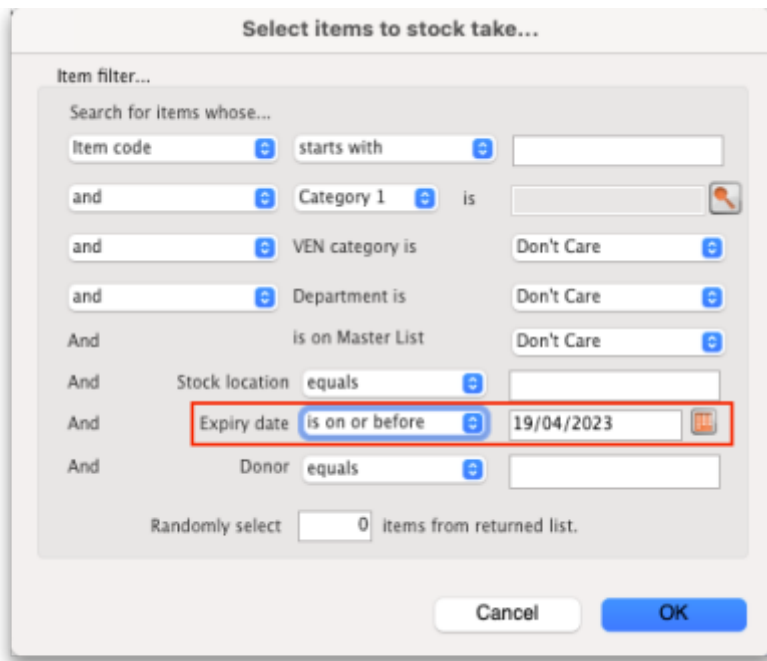 Select items to stock take...
Item filter...
Search for items whose...
Item code starts with
and Category 1 is
and VEN category is Don't Care
and Department is Don't Care
And is on Master List Don't Care
And Stock location equals
And Expiry date is on or before 19/04/2023
And Donor equals
Randomly select 0 items from returned list.
Cancel OK